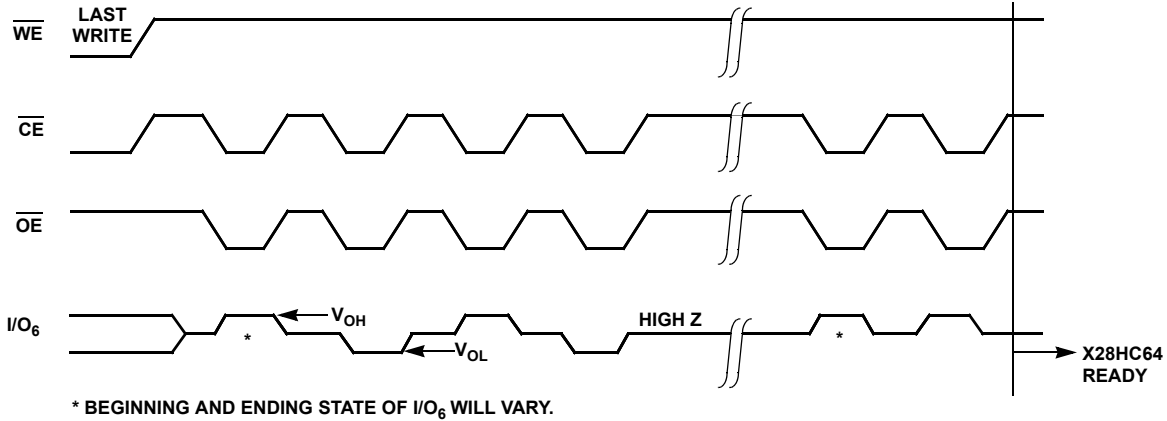 LAST
WRITE
WE
CE
OE
I/O6
VOH
VOL
HIGH Z
*
*
X28HC64
READY
* BEGINNING AND ENDING STATE OF I/O6 WILL VARY.